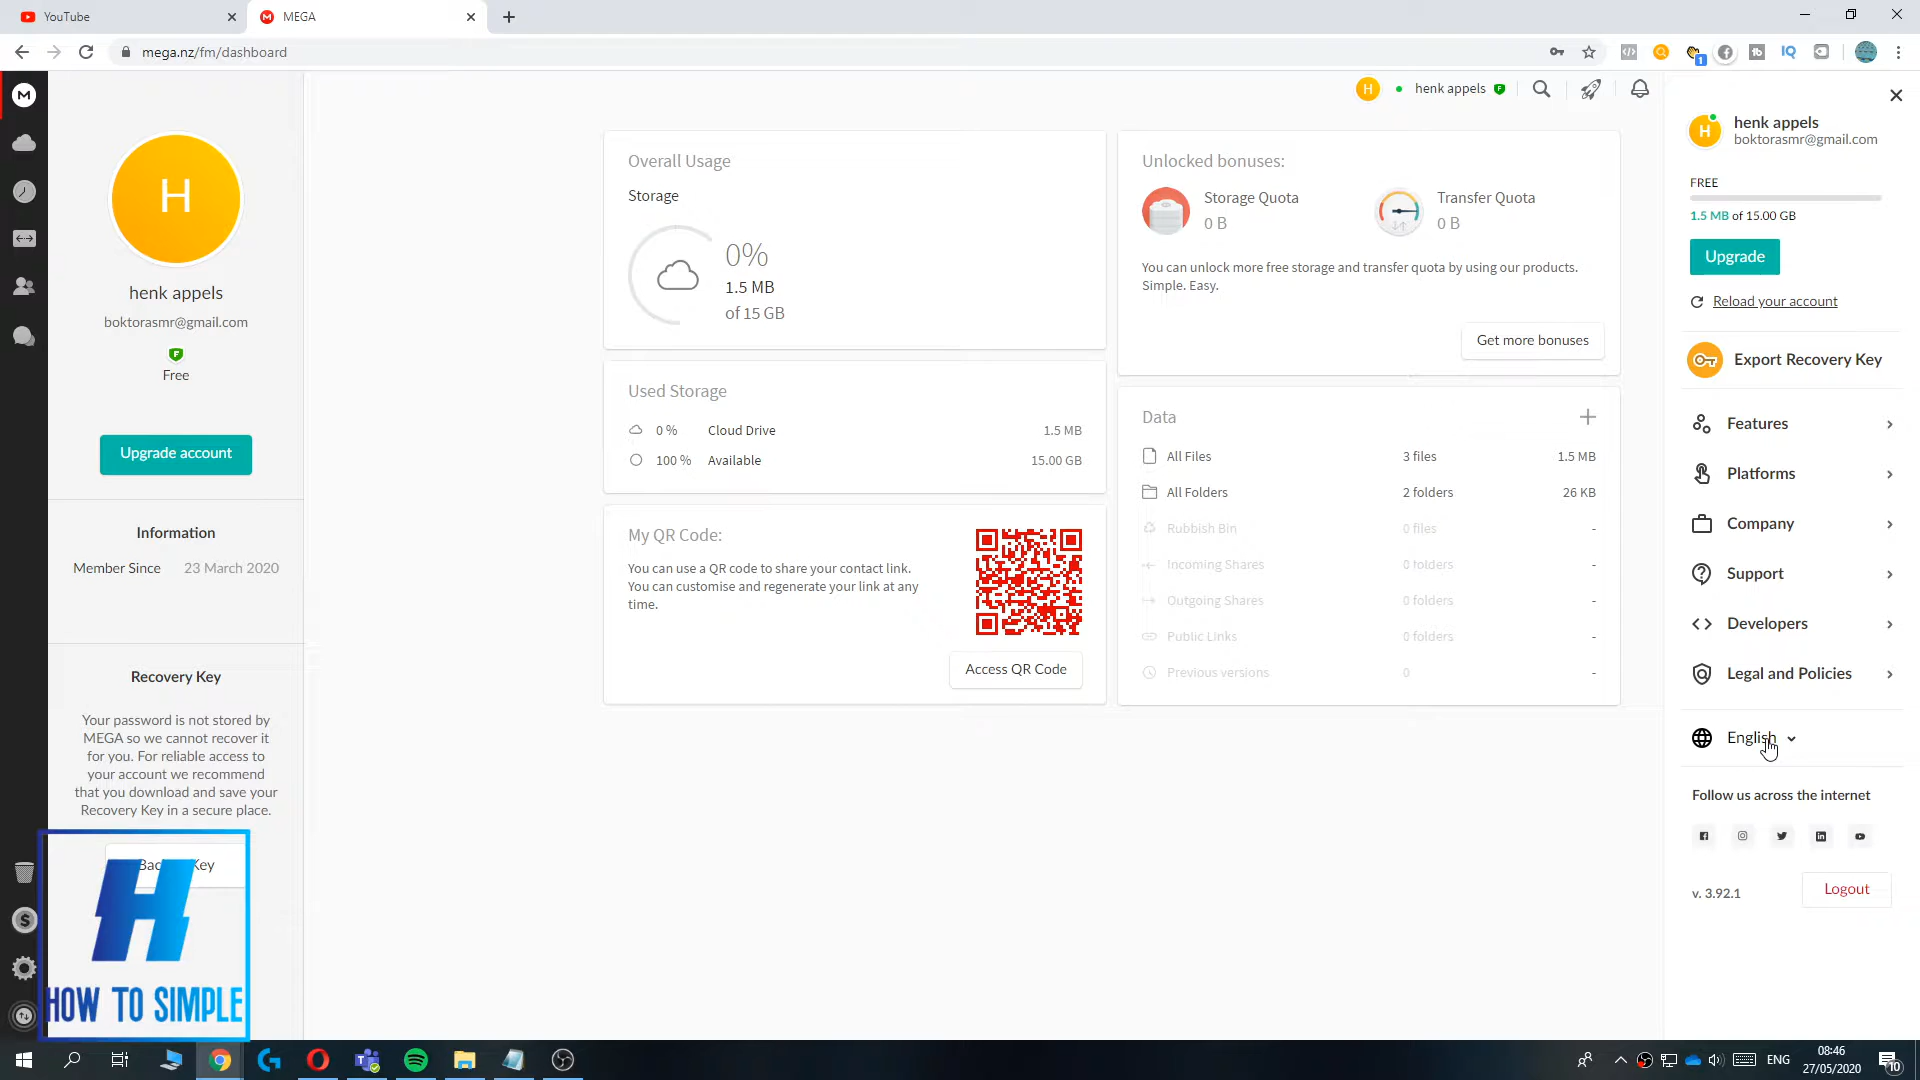 YouTube
MEGA
mega.nz/fm/dashboard
1
IQ
H
henk appels
boktorasmr@gmail.com
Free
Upgrade account
Information
Member Since 23 March 2020
Recovery Key
Your password is not stored by
MEGA so we cannot recover it
for you. For reliable access to
your account we recommend
that you download and save your
Recovery Key in a secure place.
H
HOW TO SIMPLE
H henk appels
Overall Usage
Storage
0%
1.5 MB
of 15 GB
Used Storage
0 % Cloud Drive 1.5 MB
100 % Available 15.00 GB
My QR Code:
You can use a QR code to share your contact link.
You can customise and regenerate your link at any
time.
Access QR Code
Unlocked bonuses:
Storage Quota
0 B
Transfer Quota
0 B
You can unlock more free storage and transfer quota by using our products.
Simple. Easy.
Get more bonuses
Data
All Files 3 files 1.5 MB
All Folders 2 folders 26 KB
Rubbish Bin 0 files -
Incoming Shares 0 folders -
Outgoing Shares 0 folders -
Public Links 0 folders -
Previous versions 0 -
H
henk appels
boktorasmr@gmail.com
FREE
1.5 MB of 15.00 GB
Upgrade
Reload your account
Export Recovery Key
Features
Platforms
Company
Support
Developers
Legal and Policies
English
Follow us across the internet
v. 3.92.1
Logout
ENG
08:46
27/05/2020
10